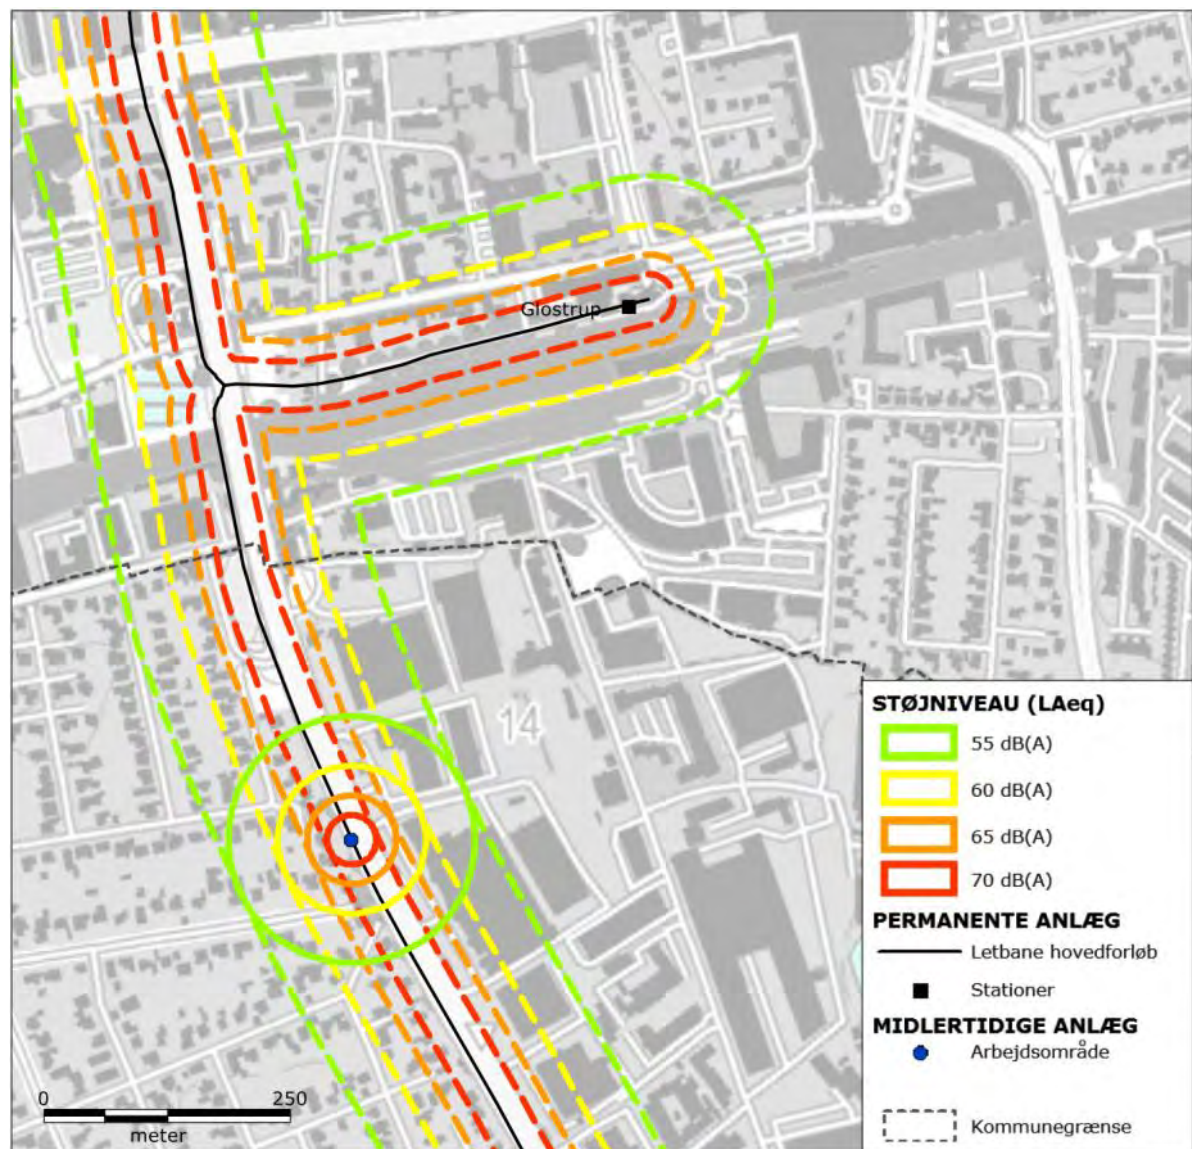 Glostrup
14
STØJNIVEAU (LAeq)
55 dB(A)
60 dB(A)
65 dB(A)
70 dB(A)
PERMANENTE ANLÆG
Letbane hovedforløb
Stationer
MIDLERTIDIGE ANLÆG
Arbejdsområde
Kommunegrænse
0 250
meter